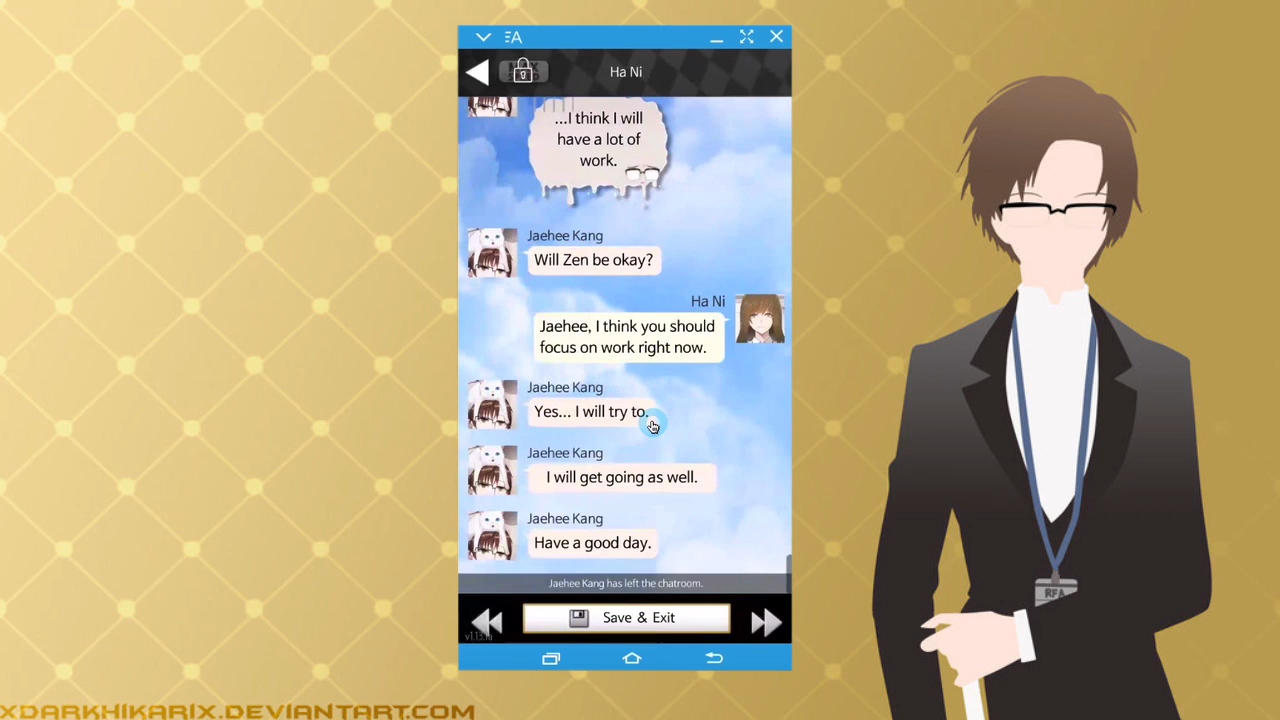 Ha Ni
...I think I will
have a lot of
work.
Jaehee Kang
Will Zen be okay?
Ha Ni
Jaehee, I think you should
focus on work right now.
Jaehee Kang
Yes... I will try to.
Jaehee Kang
I will get going as well.
Jaehee Kang
Have a good day.
Jaehee Kang has left the chatroom.
Save & Exit
RFA
XDARKHIKARIX.DEVIANTART.COM